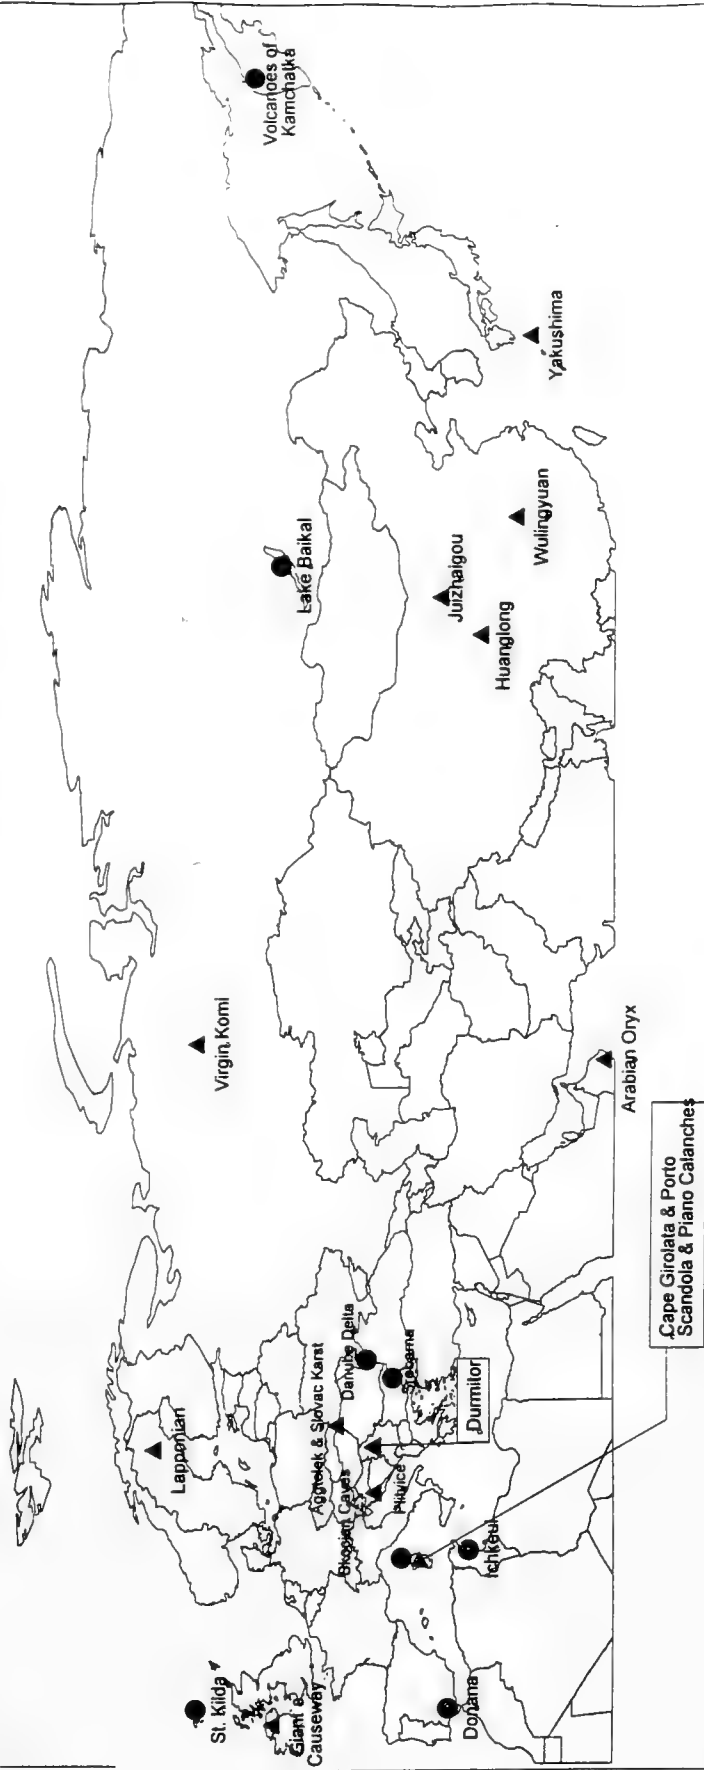 Volcanoes of
Kamchatka
Lake Baikal
Yakushima
Wulingyuan
Juizhaigou
Huanglong
Virgin Komi
Arabian Oryx
Lapponian
Danube Delta
Aggtelek & Slovac Karst
Durmilor
Skocjan Caves
Plitvice
Cape Girolata & Porto
Scandola & Piano Calanches
Ichkeul
St. Kilda
Giant's
Causeway
Donana